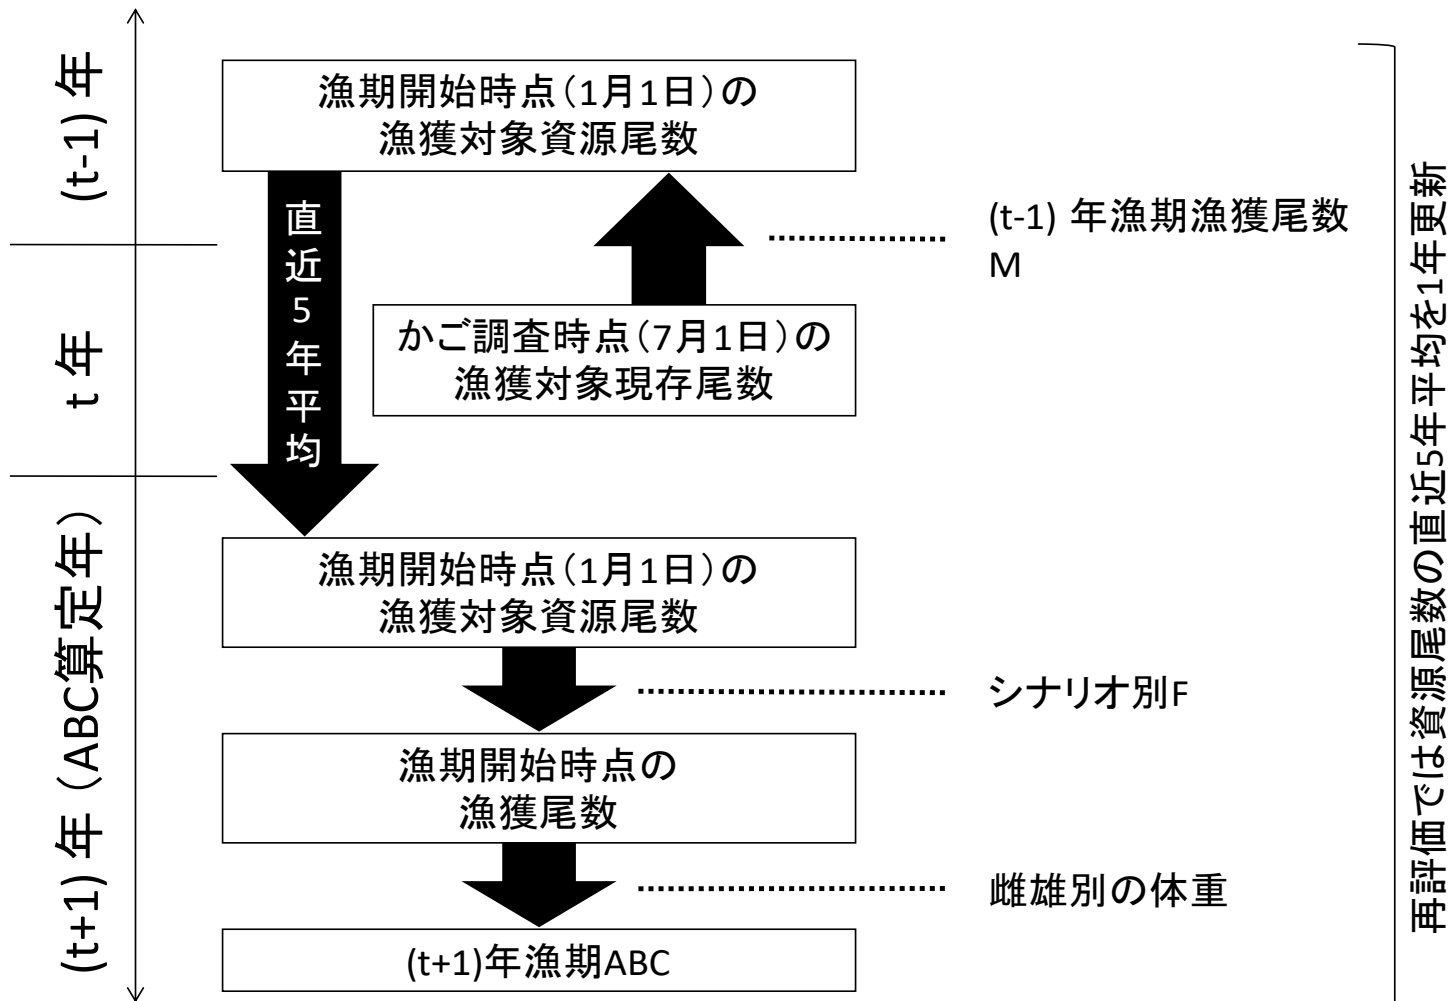 (t-1) 年
漁期開始時点（1月1日）の
漁獲対象資源尾数
直近5年平均
(t-1) 年漁期漁獲尾数
M
t 年
かご調査時点（7月1日）の
漁獲対象現存尾数
(t+1) 年（ABC算定年）
漁期開始時点（1月1日）の
漁獲対象資源尾数
シナリオ別F
漁期開始時点の
漁獲尾数
雌雄別の体重
(t+1)年漁期ABC
再評価では資源尾数の直近5年平均を1年更新